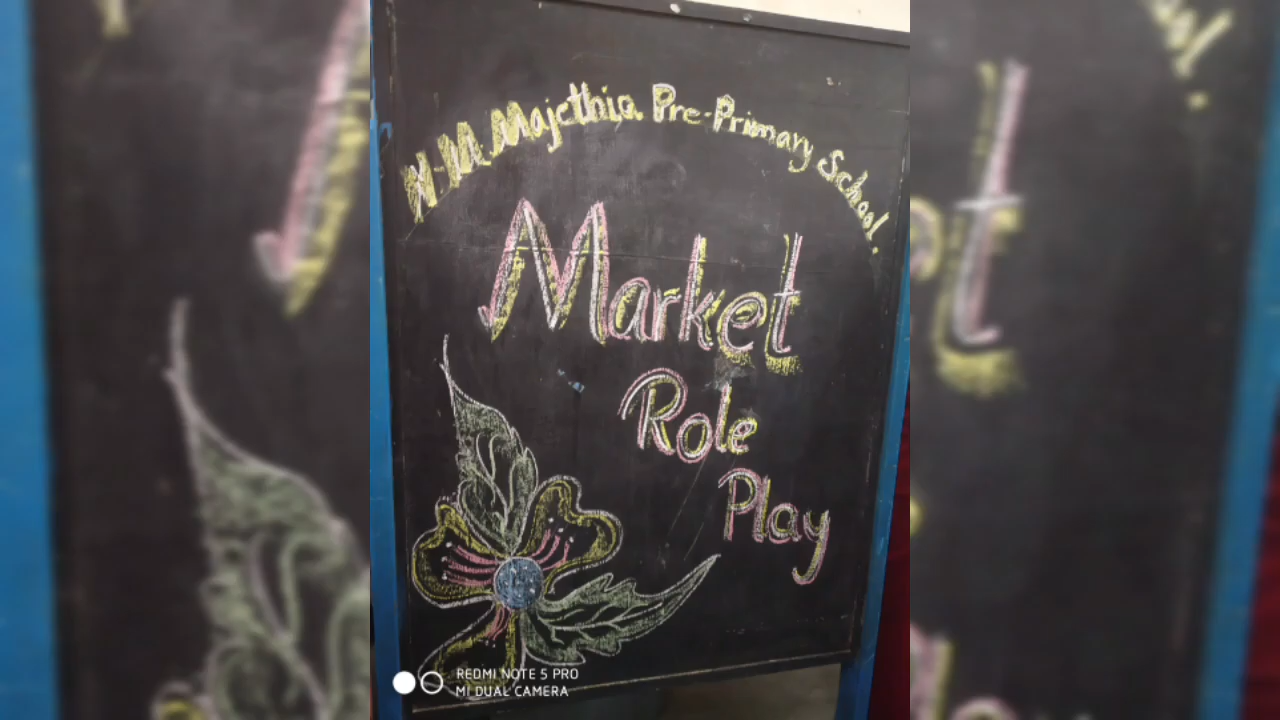 N.M.Majethia Pre-Primary School.
Market
Role
Play
REDMI NOTE 5 PRO
MI DUAL CAMERA